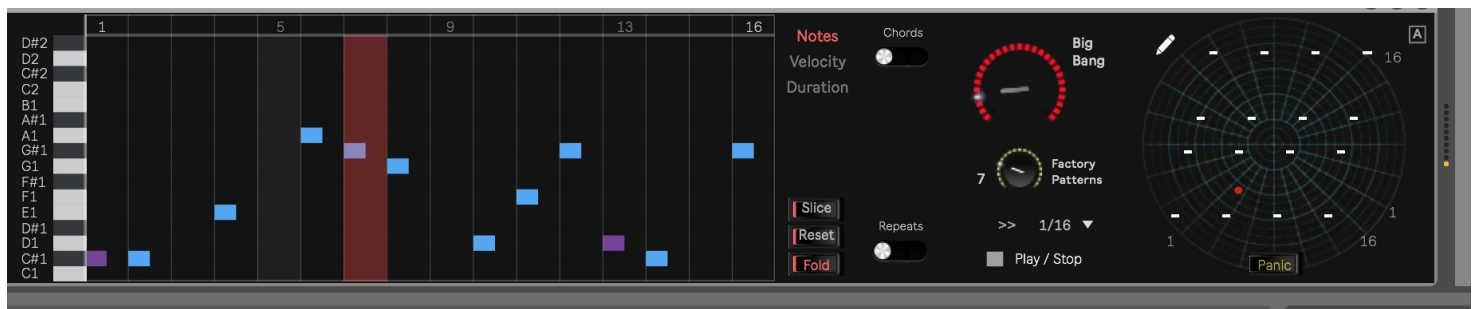 1 5 9 13 16
D#2
D2
C#2
C2
B1
A#1
A1
G#1
G1
F#1
F1
E1
D#1
D1
C#1
C1
Notes
Velocity
Duration
Chords
Slice
Reset
Fold
Repeats
Big
Bang
7
Factory
Patterns
>> 1/16 ▼
Play / Stop
A
16
1
1
16
Panic